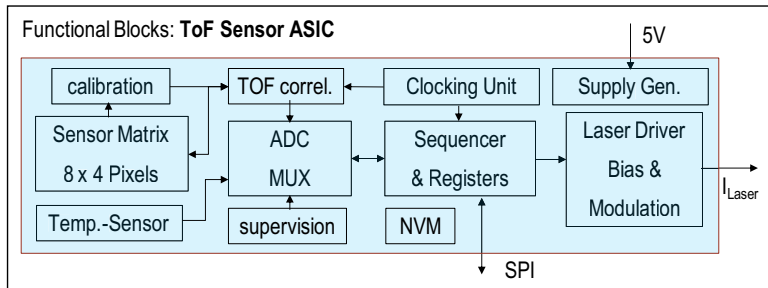 Functional Blocks: ToF Sensor ASIC
5V
calibration
TOF correl.
Clocking Unit
Supply Gen.
Sensor Matrix
8 x 4 Pixels
ADC
MUX
Sequencer
& Registers
Laser Driver
Bias &
Modulation
I_Laser
Temp.-Sensor
supervision
NVM
SPI